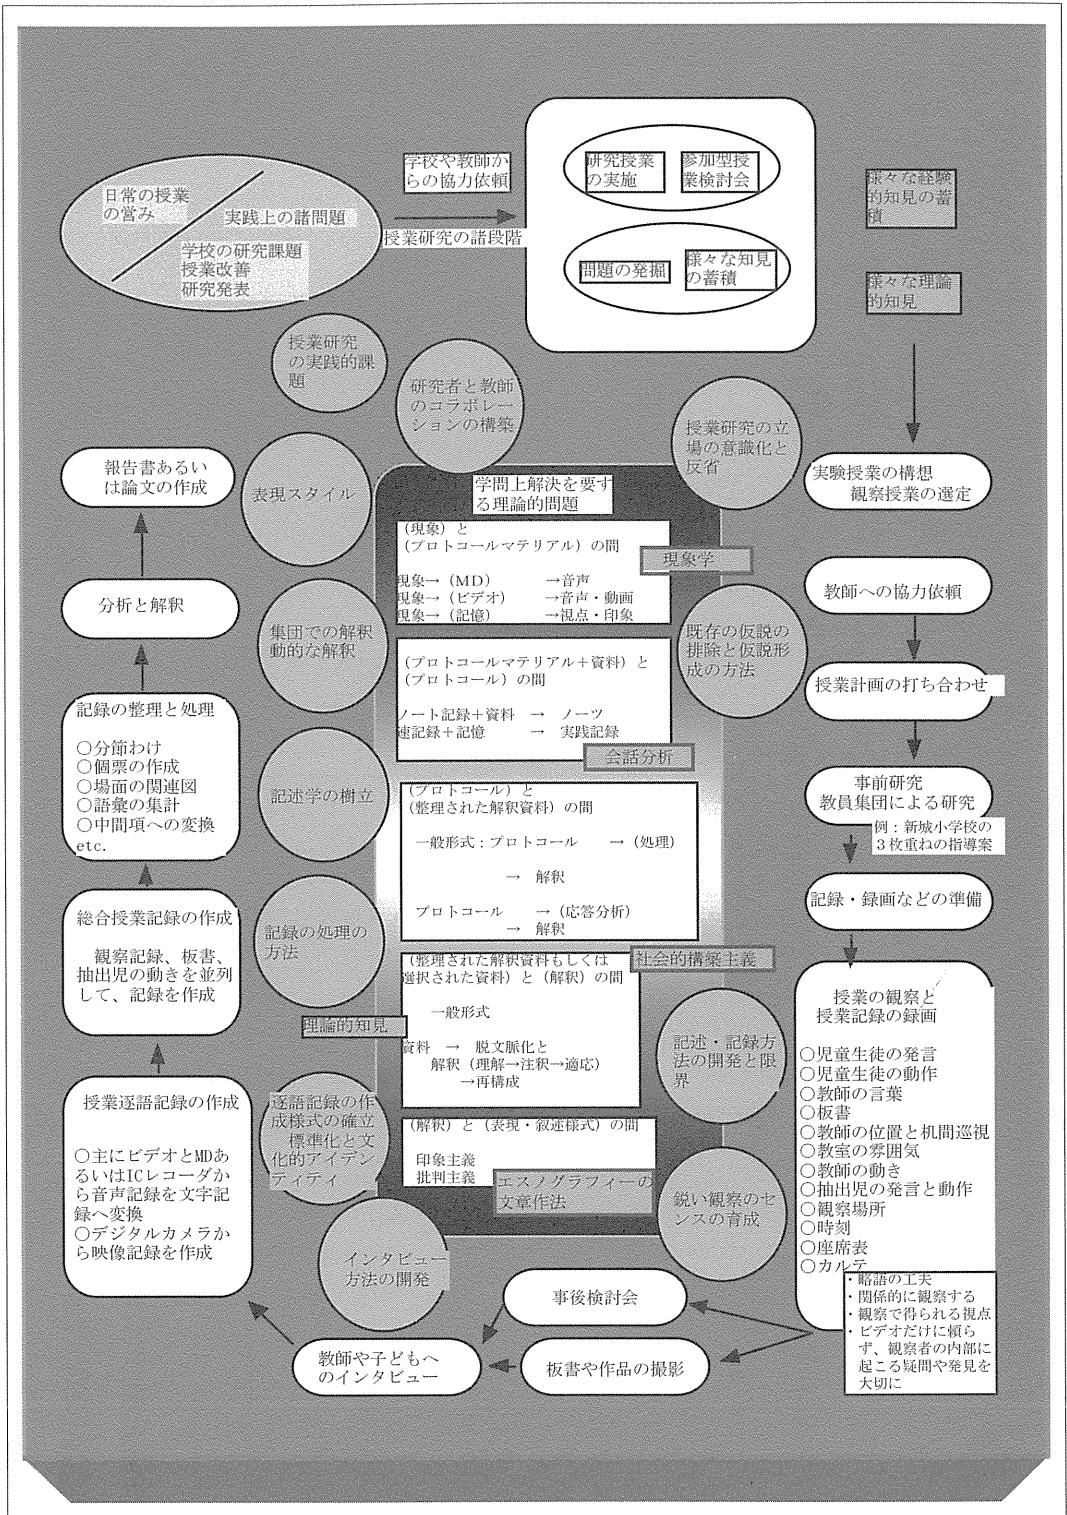 日常の授業
の営み
実践上の諸問題
学校の研究課題
授業改善
研究発表
学校や教師か
らの協力依頼
授業研究の諸段階
研究授業
の実施
参加型授
業検討会
問題の発掘
様々な知見
の蓄積
様々な経験
的知見の蓄
積
様々な理論
的知見
授業研究
の実践的課
題
研究者と教師
のコラボレー
ションの構築
授業研究の立
場の意識化と
反省
実験授業の構想
観察授業の選定
教師への協力依頼
授業計画の打ち合わせ
事前研究
教員集団による研究
例：新城小学校の
３枚重ねの指導案
記録・録画などの準備
授業の観察と
授業記録の録画
○児童生徒の発言
○児童生徒の動作
○教師の言葉
○板書
○教師の位置と机間巡視
○教室の雰囲気
○教師の動き
○抽出児の発言と動作
○観察場所
○時刻
○座席表
○カルテ
・略語の工夫
・関係的に観察する
・観察で得られる視点
・ビデオだけに頼ら
ず、観察者の内部に
起こる疑問や発見を
大切に
事後検討会
板書や作品の撮影
教師や子どもへ
のインタビュー
授業逐語記録の作成
○主にビデオとMDあ
るいはICレコーダか
ら音声記録を文字記
録へ変換
○デジタルカメラか
ら映像記録を作成
総合授業記録の作成
観察記録、板書、
抽出児の動きを並列
して、記録を作成
記録の整理と処理
○分節わけ
○個票の作成
○場面の関連図
○語彙の集計
○中間項への変換
etc.
分析と解釈
報告書あるい
は論文の作成
表現スタイル
集団での解釈
動的な解釈
記述学の樹立
記録の処理の
方法
理論的知見
逐語記録の作
成様式の確立
標準化と文
化的アイデン
ティティ
インタビュー
方法の開発
既存の仮説の
排除と仮説形
成の方法
記述・記録方
法の開発と限
界
鋭い観察のセ
ンスの育成
学問上解決を要す
る理論的問題
（現象）と
（プロトコールマテリアル）の間
現象→（MD）　→音声
現象→（ビデオ）　→音声・動画
現象→（記憶）　→視点・印象
現象学
（プロトコールマテリアル＋資料）と
（プロトコール）の間
ノート記録＋資料　→　ノーツ
速記録＋記憶　→　実践記録
会話分析
（プロトコール）と
（整理された解釈資料）の間
一般形式：プロトコール　→（処理）
→　解釈
プロトコール　→（応答分析）
→　解釈
社会的構築主義
（整理された解釈資料もしくは
選択された資料）と（解釈）の間
一般形式
資料　→　脱文脈化と
解釈（理解→注釈→適応）
→再構成
（解釈）と（表現・叙述様式）の間
印象主義
批判主義
エスノグラフィーの
文章作法